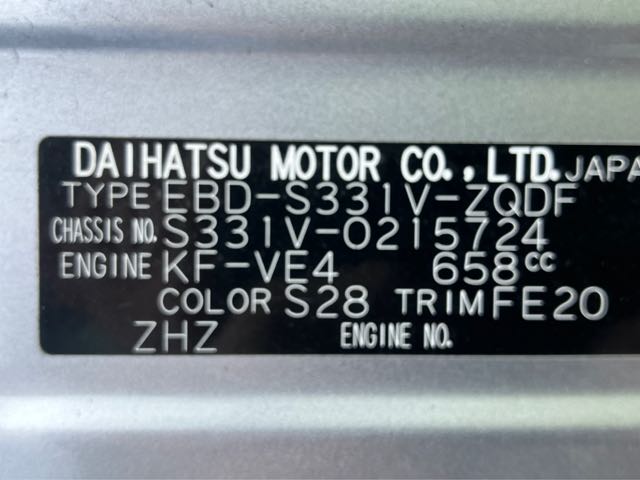 DAIHATSU MOTOR CO., LTD. JAPA
TYPE EBD-S331V-ZQDF
CHASSIS NO. S331V-0215724
ENGINE KF-VE4 658CC
COLOR S28 TRIM FE20
ZHZ ENGINE NO.